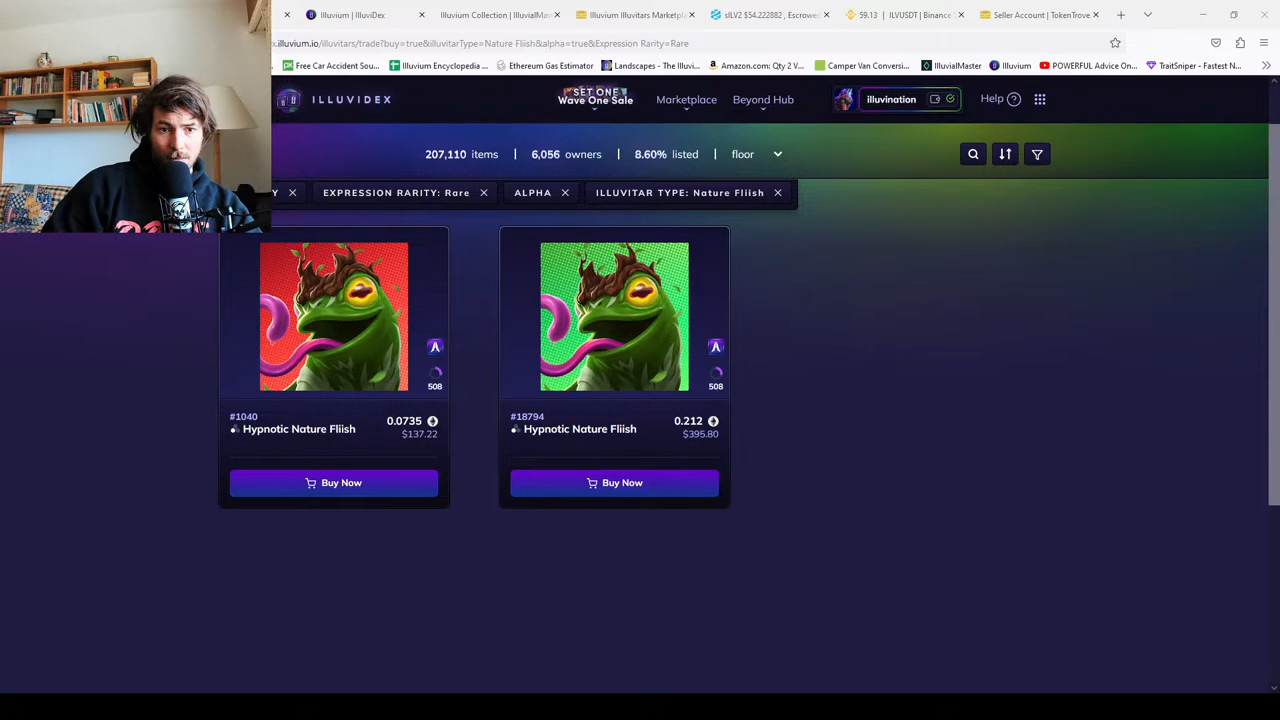 Illuvium | IlluviDex
Illuvium Collection | IlluvialMast
Illuvium Illuvitars Marketpla
sILV2 $54.222882 , Escrowe
59.13 | ILVUSDT | Binance
Seller Account | TokenTrove
x.illuvium.io/illuvitars/trade?buy=true&illuvitarType=Nature Fliish&alpha=true&Expression Rarity=Rare
Free Car Accident Sou...
Illuvium Encyclopedia ...
Ethereum Gas Estimator
Landscapes - The Illuvi...
Amazon.com: Qty 2 V...
Camper Van Conversi...
IlluvialMaster
Illuvium
POWERFUL Advice On...
TraitSniper - Fastest N...
ILLUVIDEX
SET ONE
Wave One Sale
Marketplace
Beyond Hub
illuvination
Help
207,110 items
6,056 owners
8.60% listed
floor
Y
EXPRESSION RARITY: Rare
ALPHA
ILLUVITAR TYPE: Nature Fliish
508
508
#1040
Hypnotic Nature Fliish
0.0735
$137.22
#18794
Hypnotic Nature Fliish
0.212
$395.80
Buy Now
Buy Now